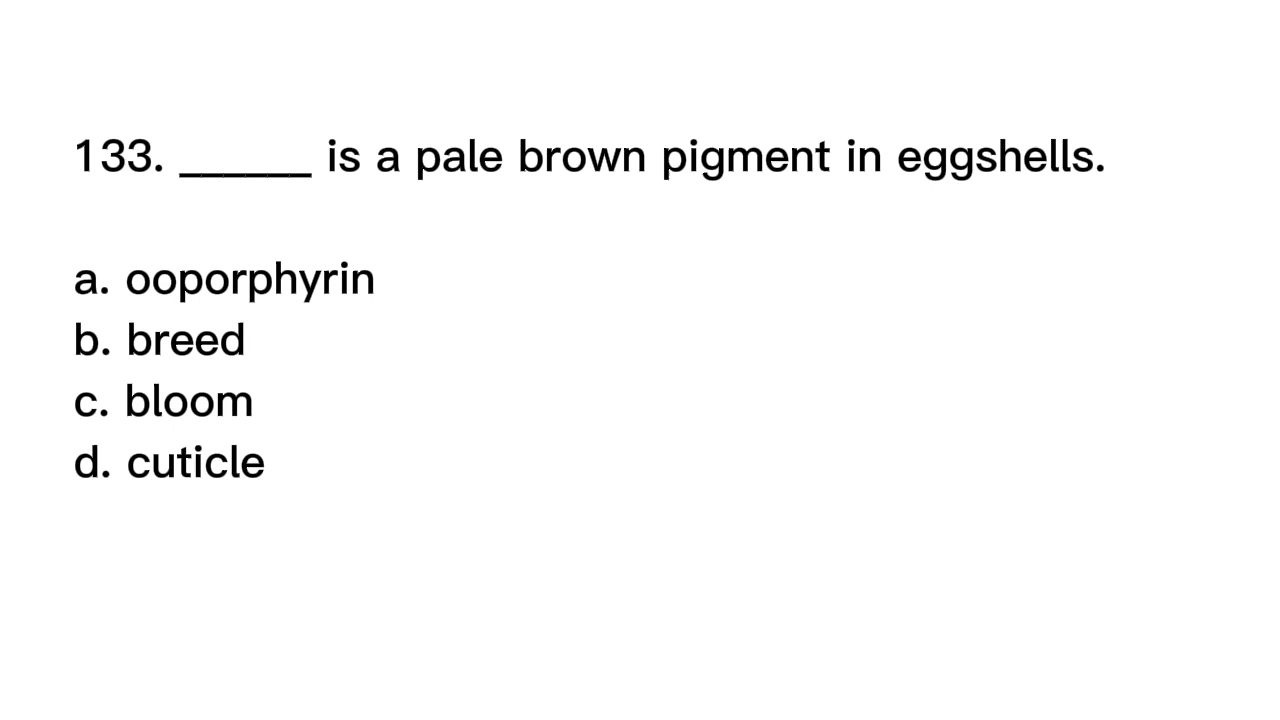 133. ______ is a pale brown pigment in eggshells.
a. ooporphyrin
b. breed
c. bloom
d. cuticle